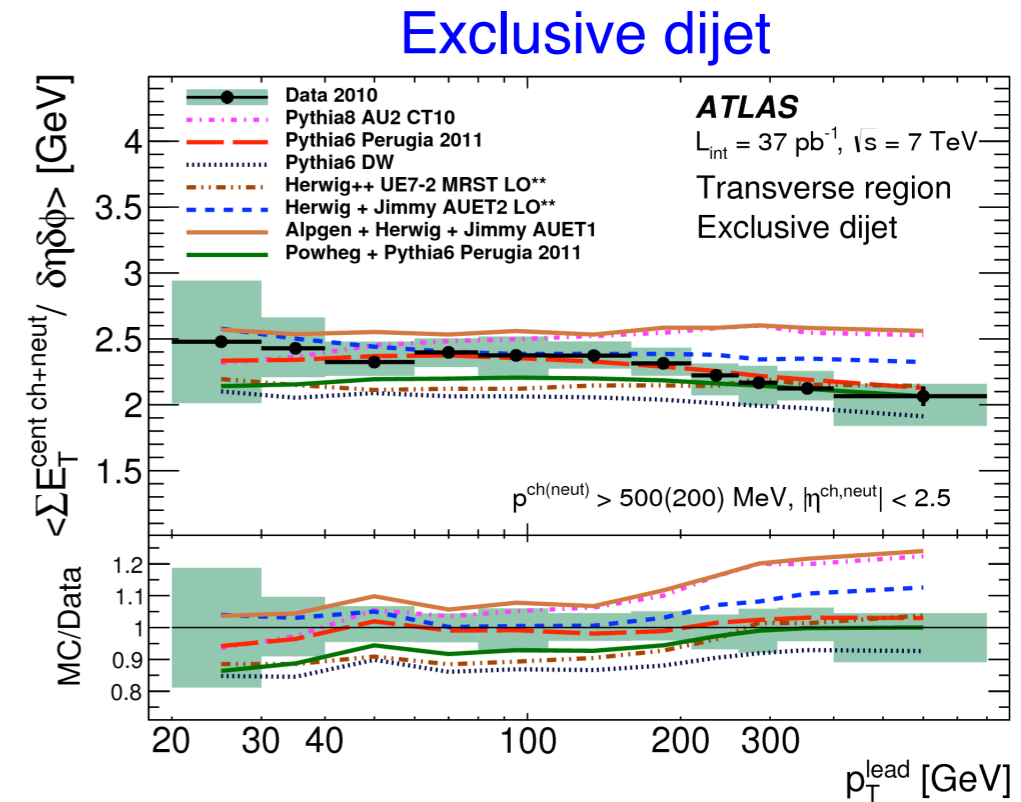 Exclusive dijet
<ΣE_T^{cent ch+neut}/ δηδϕ> [GeV]
4
3.5
3
2.5
2
1.5
Data 2010
Pythia8 AU2 CT10
Pythia6 Perugia 2011
Pythia6 DW
Herwig++ UE7-2 MRST LO**
Herwig + Jimmy AUET2 LO**
Alpgen + Herwig + Jimmy AUET1
Powheg + Pythia6 Perugia 2011
ATLAS
L_{int} = 37 pb^{-1}, √s = 7 TeV
Transverse region
Exclusive dijet
p^{ch(neut)} > 500(200) MeV, |η^{ch,neut}| < 2.5
MC/Data
1.2
1.1
1
0.9
0.8
20 30 40 100 200 300
p_T^{lead} [GeV]